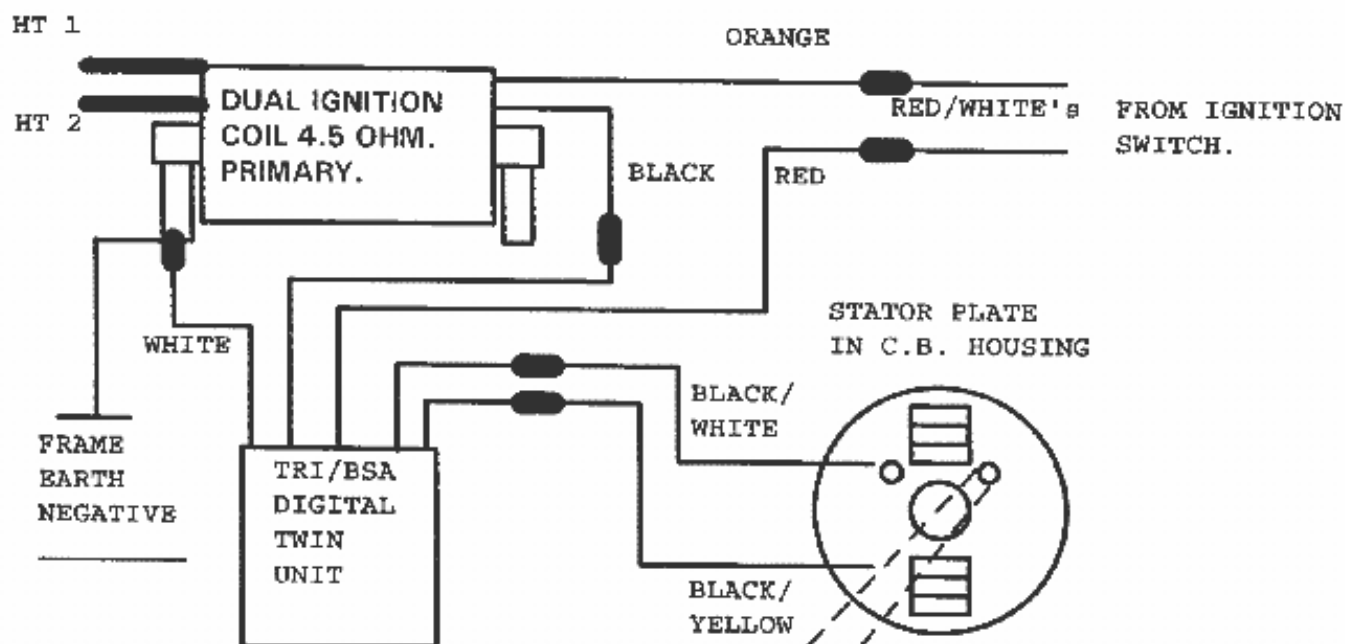 HT 1
HT 2
DUAL IGNITION
COIL 4.5 OHM.
PRIMARY.
ORANGE
RED/WHITE's
FROM IGNITION
SWITCH.
BLACK
RED
WHITE
STATOR PLATE
IN C.B. HOUSING
BLACK/
WHITE
FRAME
EARTH
NEGATIVE
TRI/BSA
DIGITAL
TWIN
UNIT
BLACK/
YELLOW